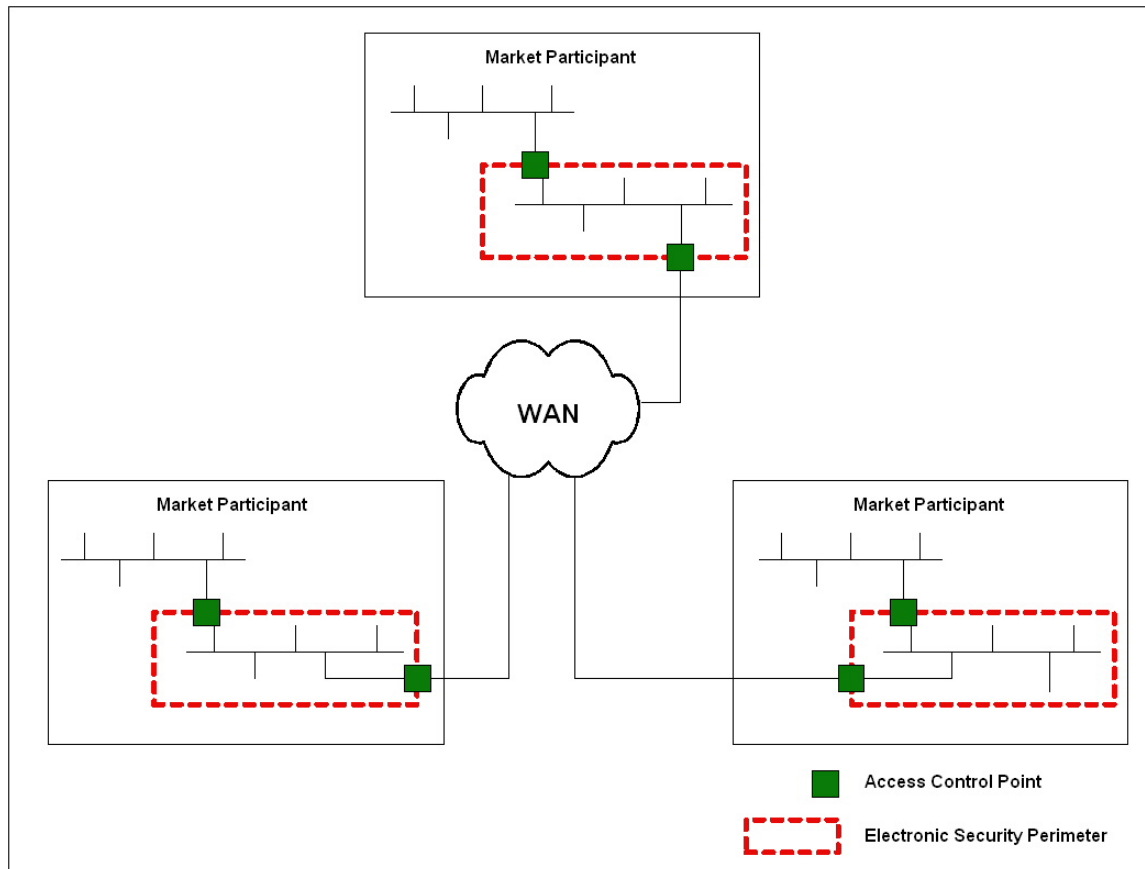 Market Participant
WAN
Market Participant
Market Participant
Access Control Point
Electronic Security Perimeter